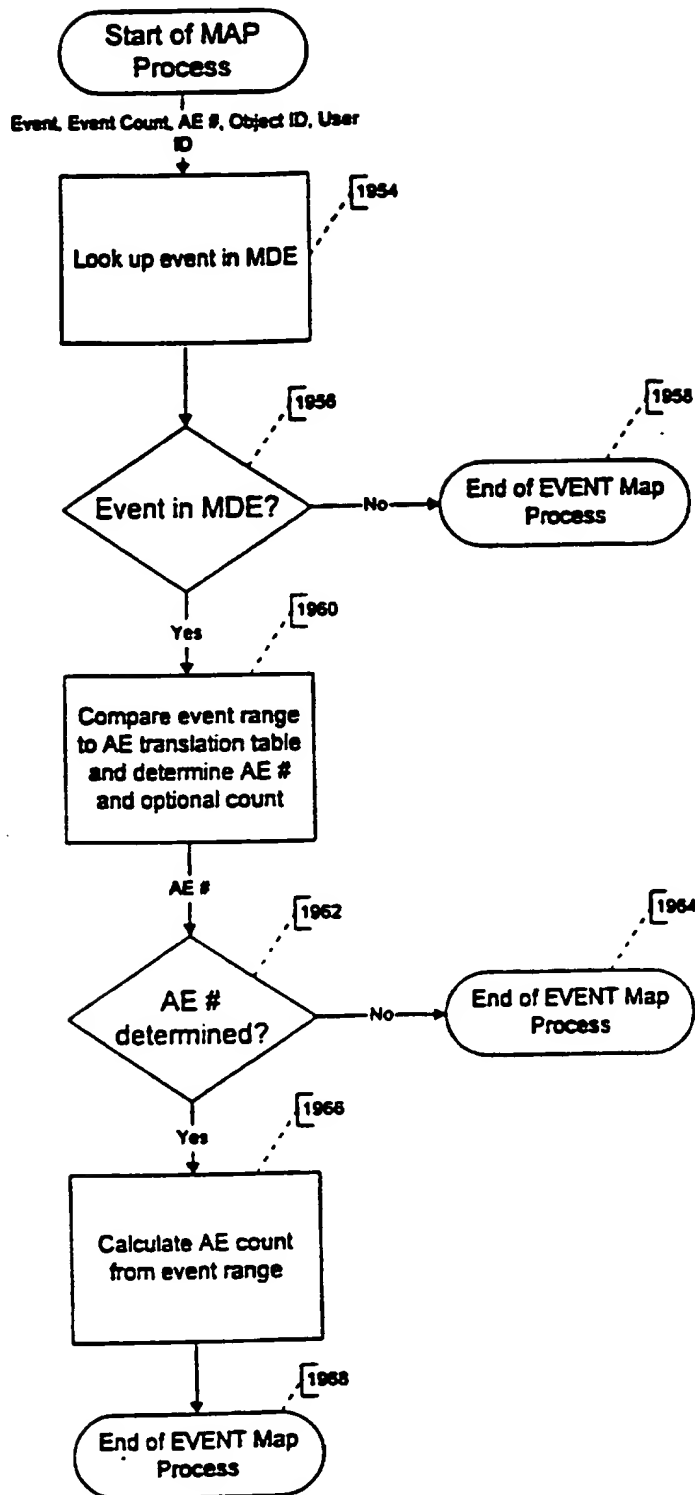 Start of MAP
Process
Event, Event Count, AE #, Object ID, User
ID
1954
Look up event in MDE
1956
1958
Event in MDE?
No
End of EVENT Map
Process
Yes
1960
Compare event range
to AE translation table
and determine AE #
and optional count
AE #
1962
1964
AE #
determined?
No
End of EVENT Map
Process
Yes
1966
Calculate AE count
from event range
1968
End of EVENT Map
Process